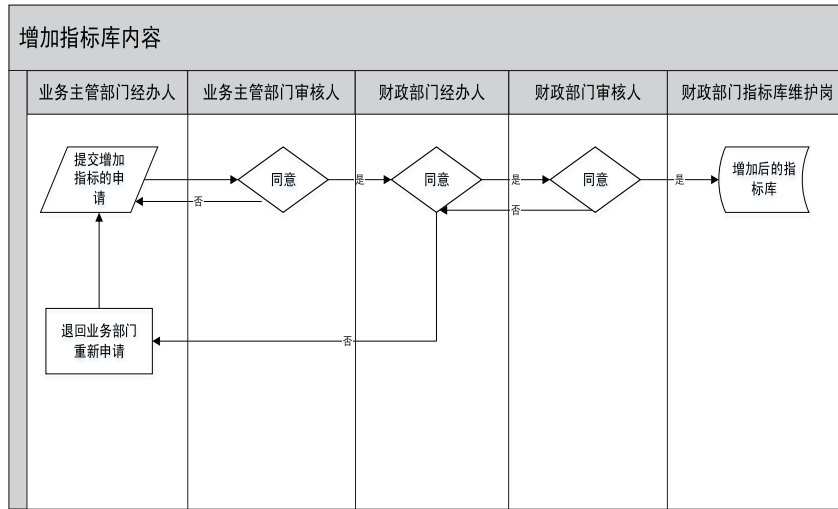 增加指标库内容
业务主管部门经办人
业务主管部门审核人
财政部门经办人
财政部门审核人
财政部门指标库维护岗
提交增加
指标的申
请
同意
是
同意
是
同意
是
增加后的指
标库
否
否
退回业务部门
重新申请
否